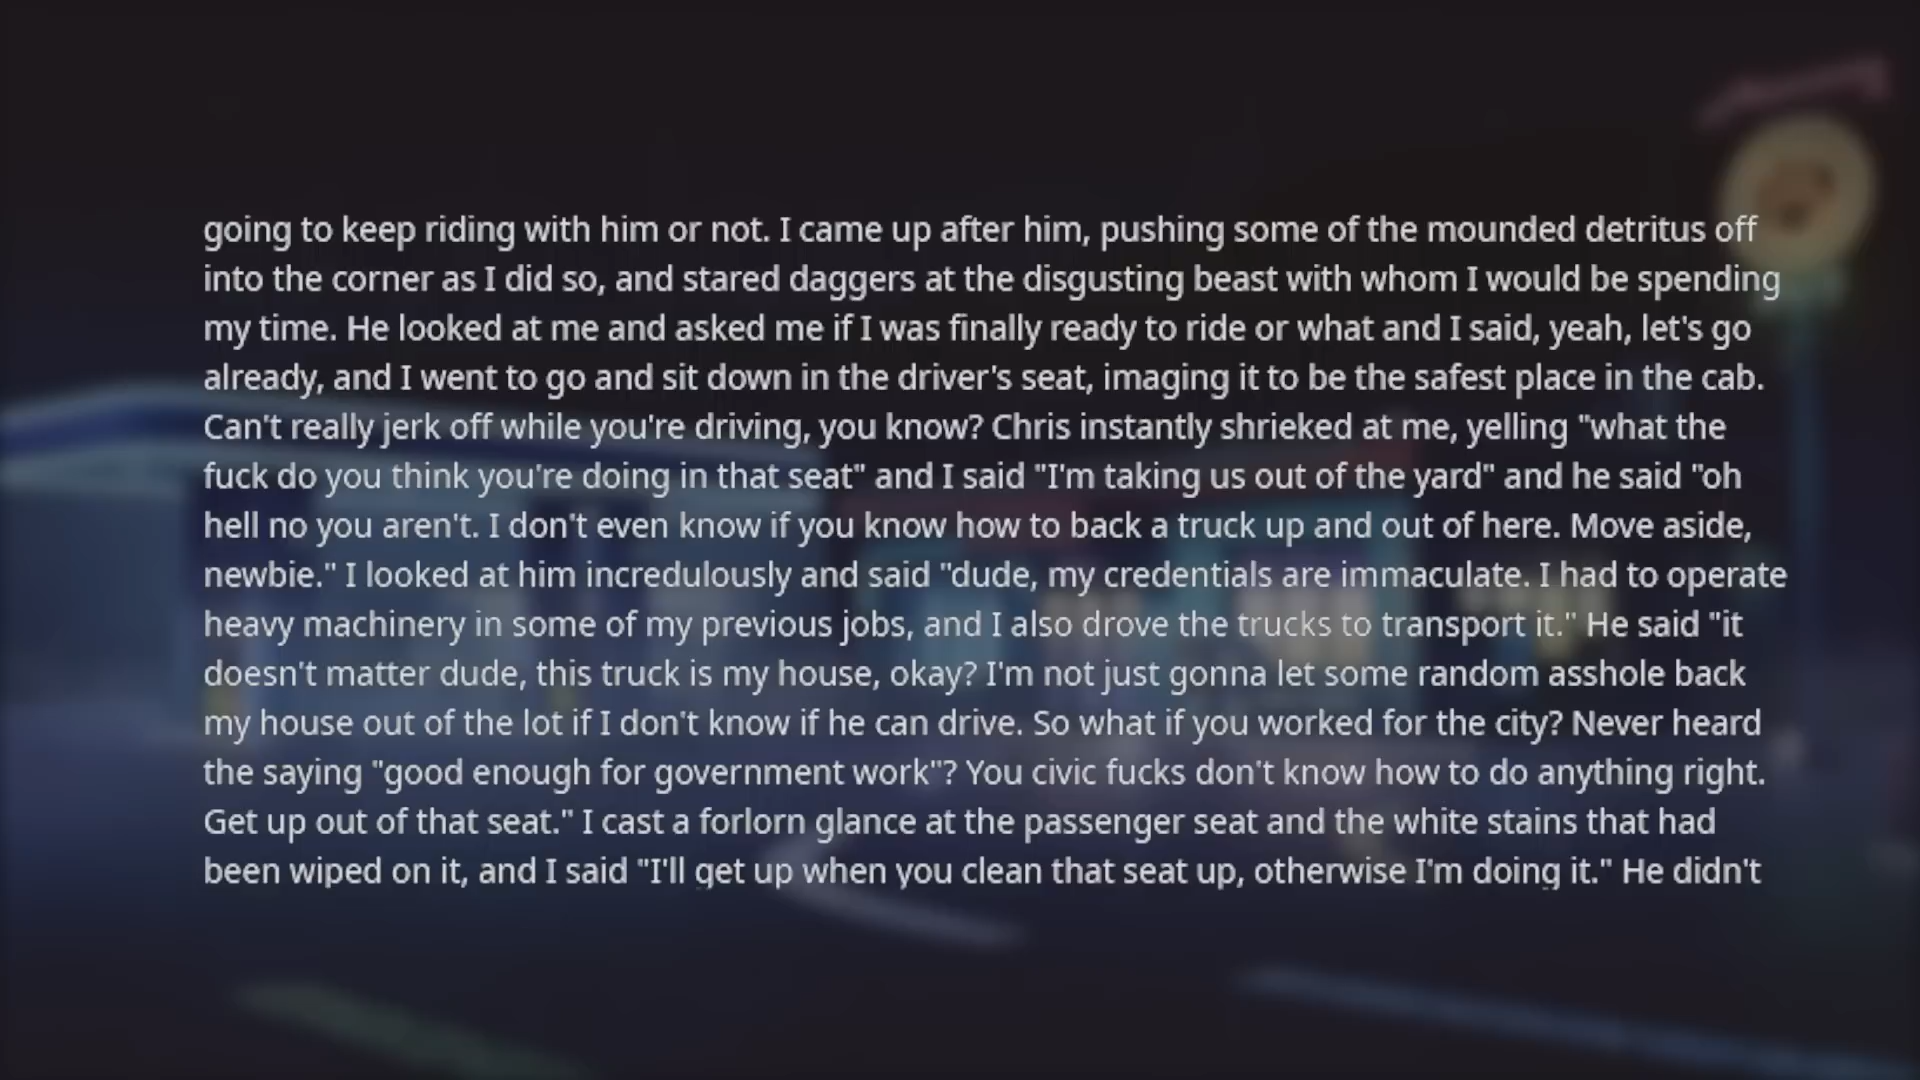 going to keep riding with him or not. I came up after him, pushing some of the mounded detritus off
into the corner as I did so, and stared daggers at the disgusting beast with whom I would be spending
my time. He looked at me and asked me if I was finally ready to ride or what and I said, yeah, let's go
already, and I went to go and sit down in the driver's seat, imaging it to be the safest place in the cab.
Can't really jerk off while you're driving, you know? Chris instantly shrieked at me, yelling "what the
fuck do you think you're doing in that seat" and I said "I'm taking us out of the yard" and he said "oh
hell no you aren't. I don't even know if you know how to back a truck up and out of here. Move aside,
newbie." I looked at him incredulously and said "dude, my credentials are immaculate. I had to operate
heavy machinery in some of my previous jobs, and I also drove the trucks to transport it." He said "it
doesn't matter dude, this truck is my house, okay? I'm not just gonna let some random asshole back
my house out of the lot if I don't know if he can drive. So what if you worked for the city? Never heard
the saying "good enough for government work"? You civic fucks don't know how to do anything right.
Get up out of that seat." I cast a forlorn glance at the passenger seat and the white stains that had
been wiped on it, and I said "I'll get up when you clean that seat up, otherwise I'm doing it." He didn't